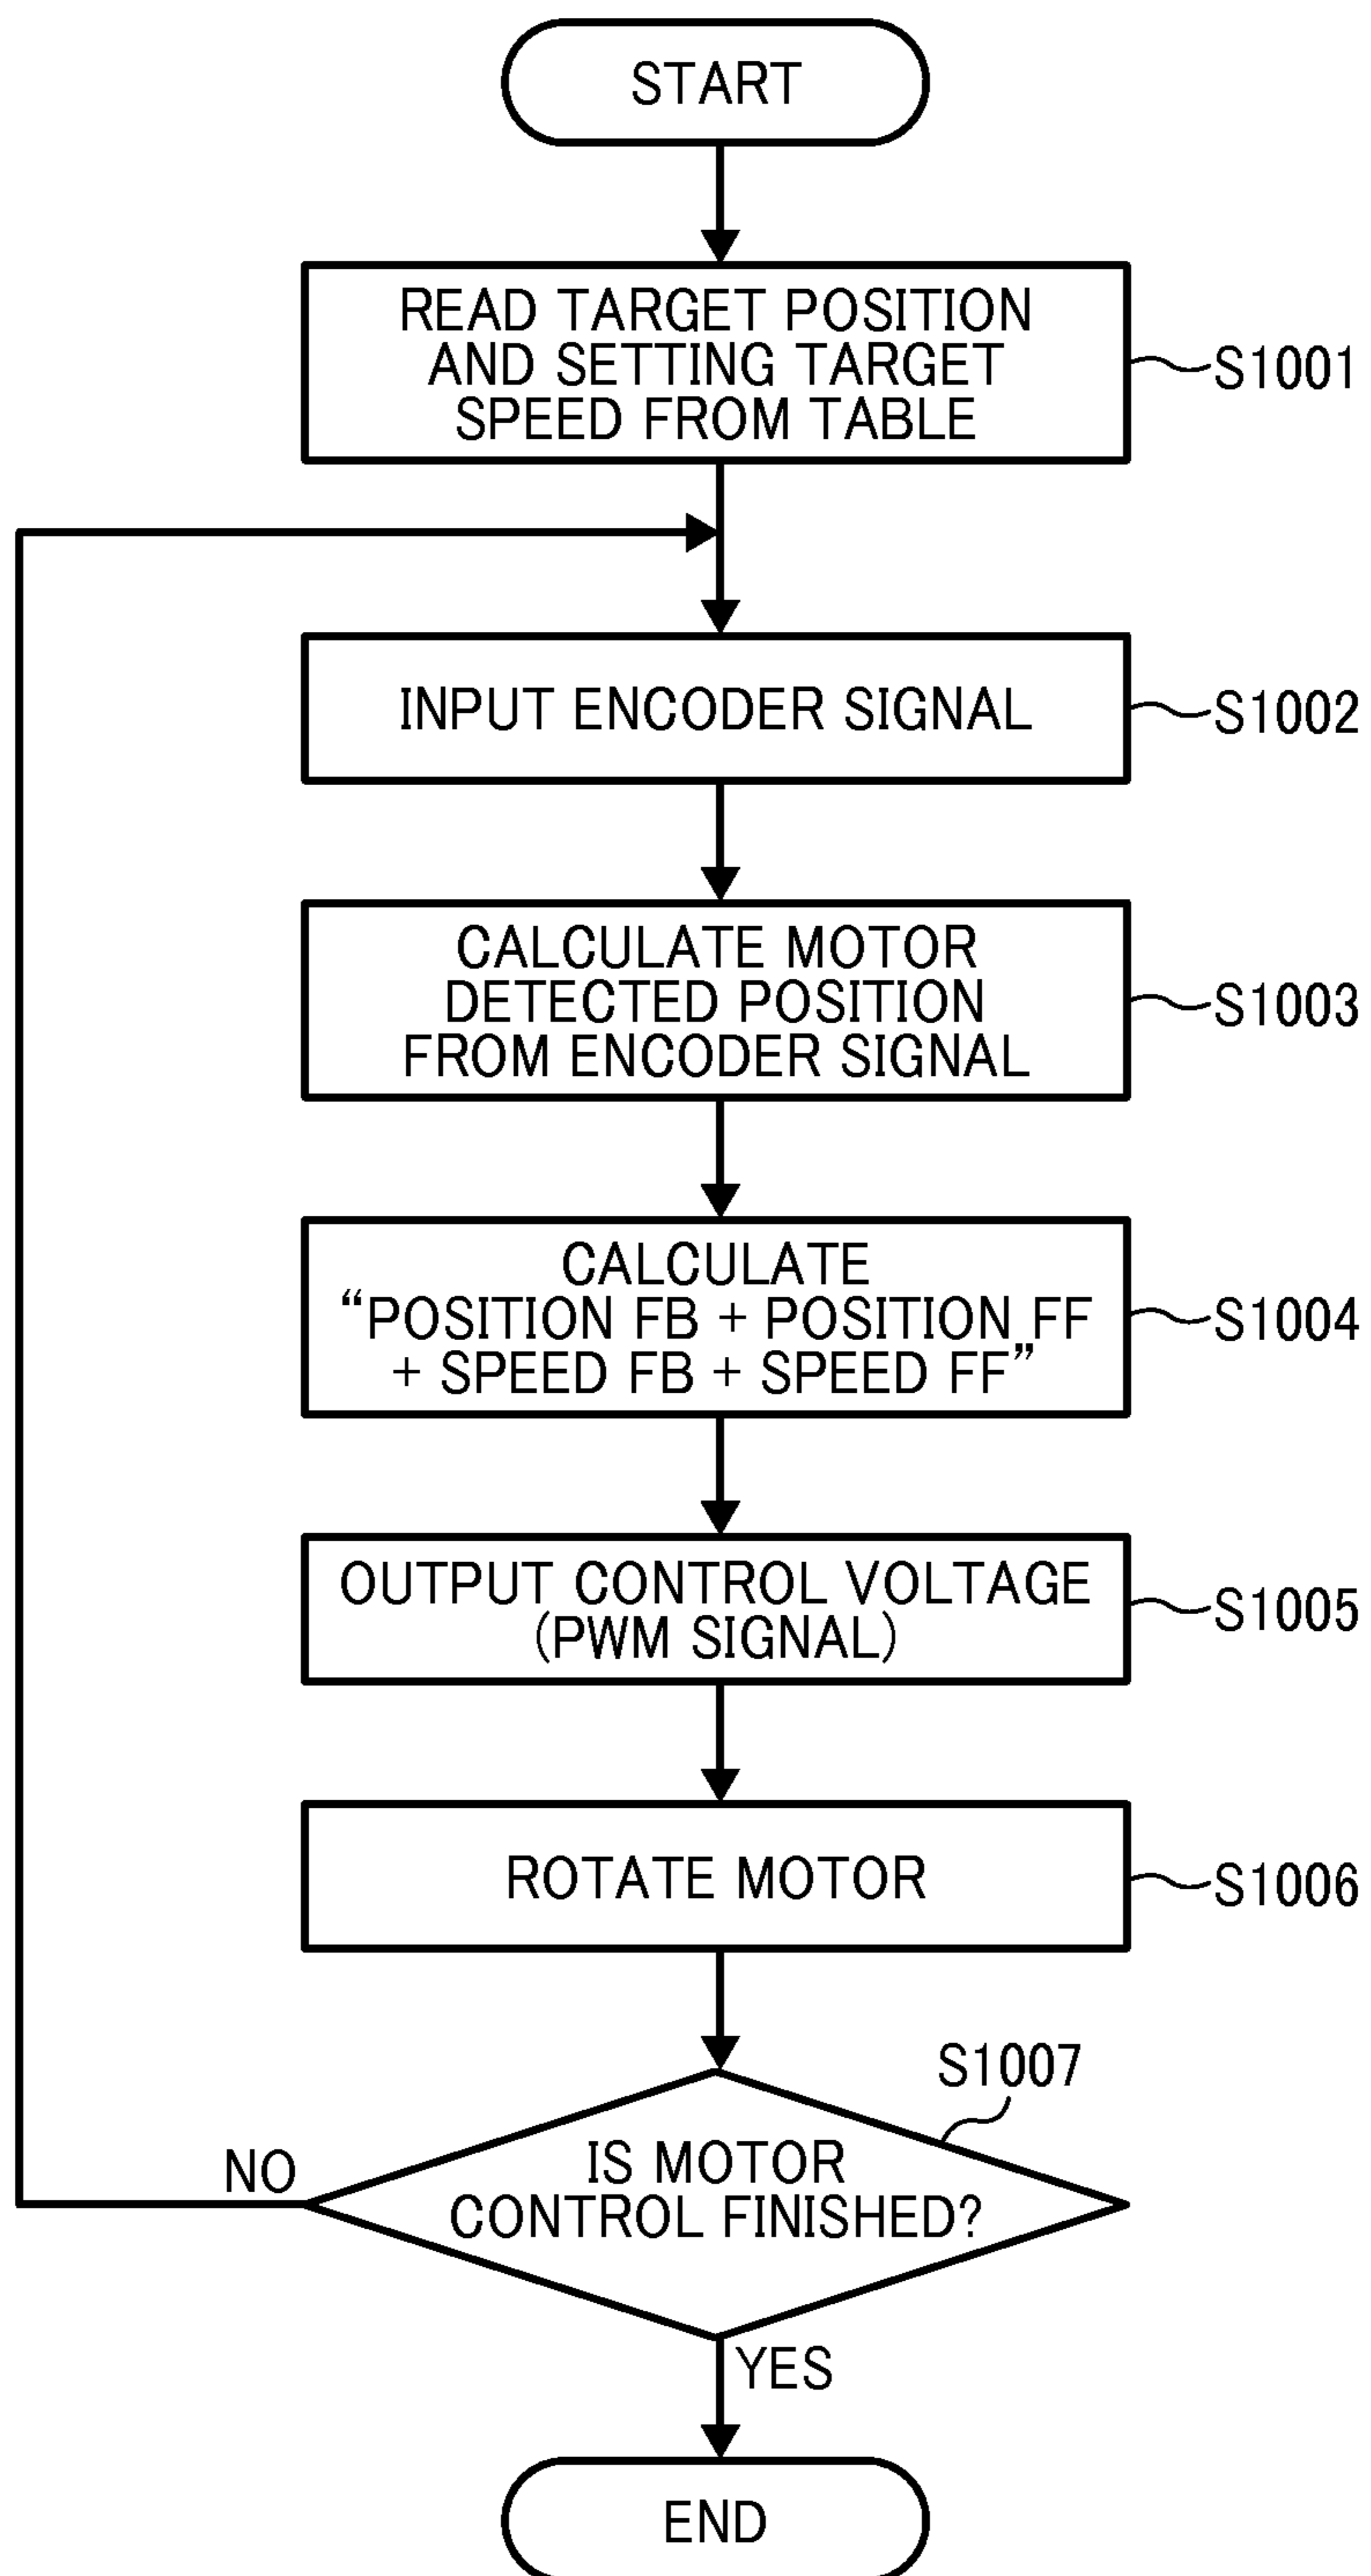 START
READ TARGET POSITION
AND SETTING TARGET
SPEED FROM TABLE
S1001
INPUT ENCODER SIGNAL
S1002
CALCULATE MOTOR
DETECTED POSITION
FROM ENCODER SIGNAL
S1003
CALCULATE
“POSITION FB + POSITION FF
+ SPEED FB + SPEED FF”
S1004
OUTPUT CONTROL VOLTAGE
(PWM SIGNAL)
S1005
ROTATE MOTOR
S1006
S1007
IS MOTOR
CONTROL FINISHED?
NO
YES
END